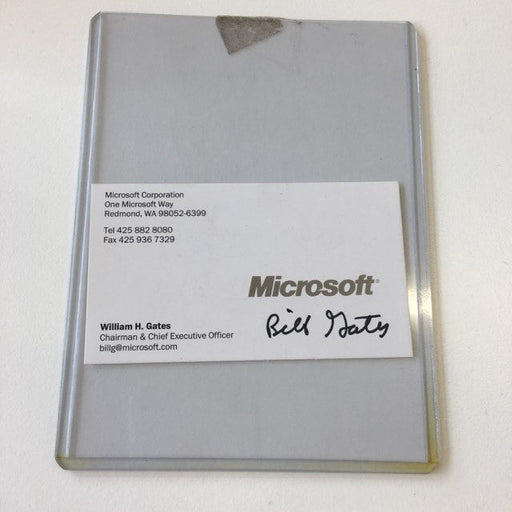 Microsoft Corporation
One Microsoft Way
Redmond, WA 98052-6399
Tel 425 882 8080
Fax 425 936 7329
Microsoft®
William H. Gates
Chairman & Chief Executive Officer
billg@microsoft.com
Bill Gates